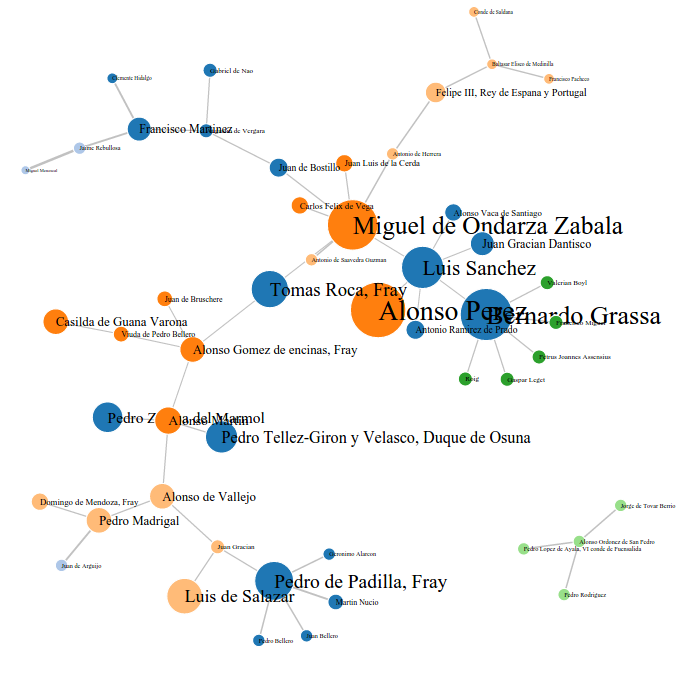 Conde de Saldana
Baltasar Eliseo de Medinilla
Gabriel de Nao
Clemente Hidalgo
Francisco Pacheco
Felipe III, Rey de Espana y Portugal
Francisco Martinez
de Vergara
Jaime Rebullosa
Antonio de Herrera
Juan Luis de la Cerda
Juan de Bostillo
Miguel Menescal
Carlos Felix de Vega
Alonso Vaca de Santiago
Miguel de Ondarza Zabala
Juan Gracian Dantisco
Antonio de Saavedra Guzman
Luis Sanchez
Valerian Boyl
Tomas Roca, Fray
Juan de Bruschere
Alonso Perez
Bernardo Grassa
Casilda de Guana Varona
Francisco Miguel
Antonio Ramirez de Prado
Viuda de Pedro Bellero
Alonso Gomez de encinas, Fray
Petrus Joannes Assensius
Roig
Gaspar Leget
Pedro Zapata del Marmol
Alonso Martin
Pedro Tellez-Giron y Velasco, Duque de Osuna
Alonso de Vallejo
Domingo de Mendoza, Fray
Jorge de Tovar Berrio
Pedro Madrigal
Alonso Ordonez de San Pedro
Juan Oracian
Pedro Lopez de Ayala, VI conde de Fuensalida
Geronimo Alarcon
Juan de Arguijo
Pedro de Padilla, Fray
Luis de Salazar
Pedro Rodriguez
Martin Nucio
Juan Bellero
Pedro Bellero